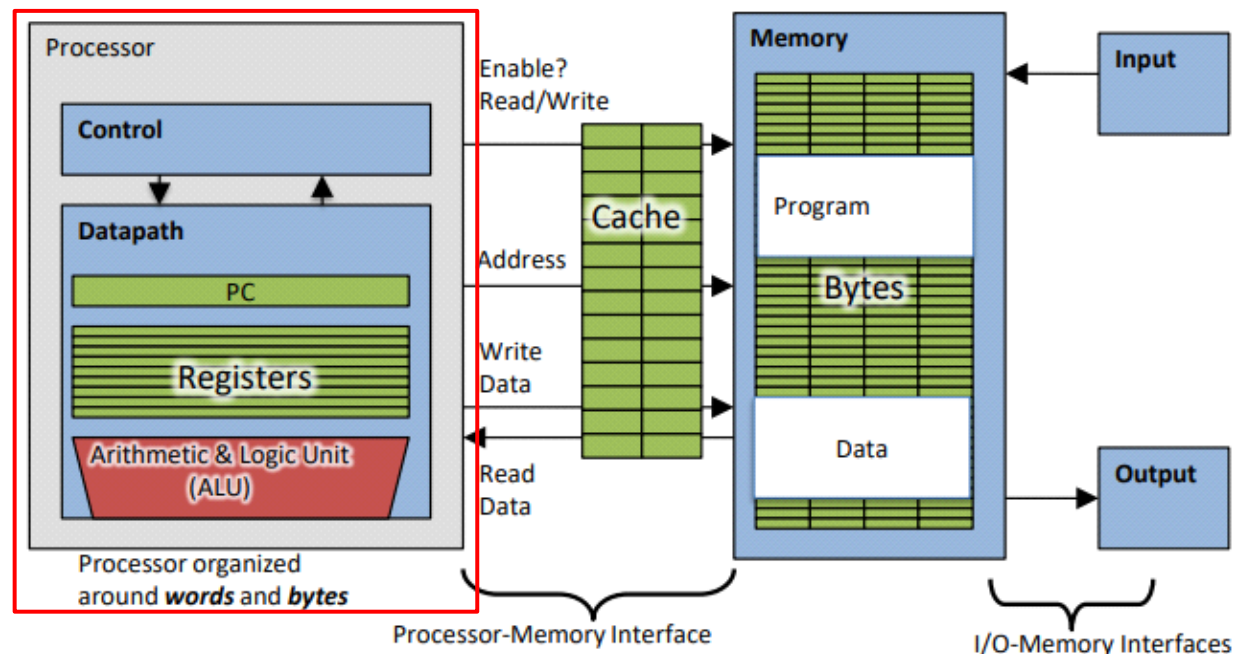 Processor
Control
Datapath
PC
Registers
Arithmetic & Logic Unit
(ALU)
Processor organized
around words and bytes
Enable?
Read/Write
Address
Write
Data
Read
Data
Cache
Processor-Memory Interface
Memory
Program
Bytes
Data
Input
Output
I/O-Memory Interfaces